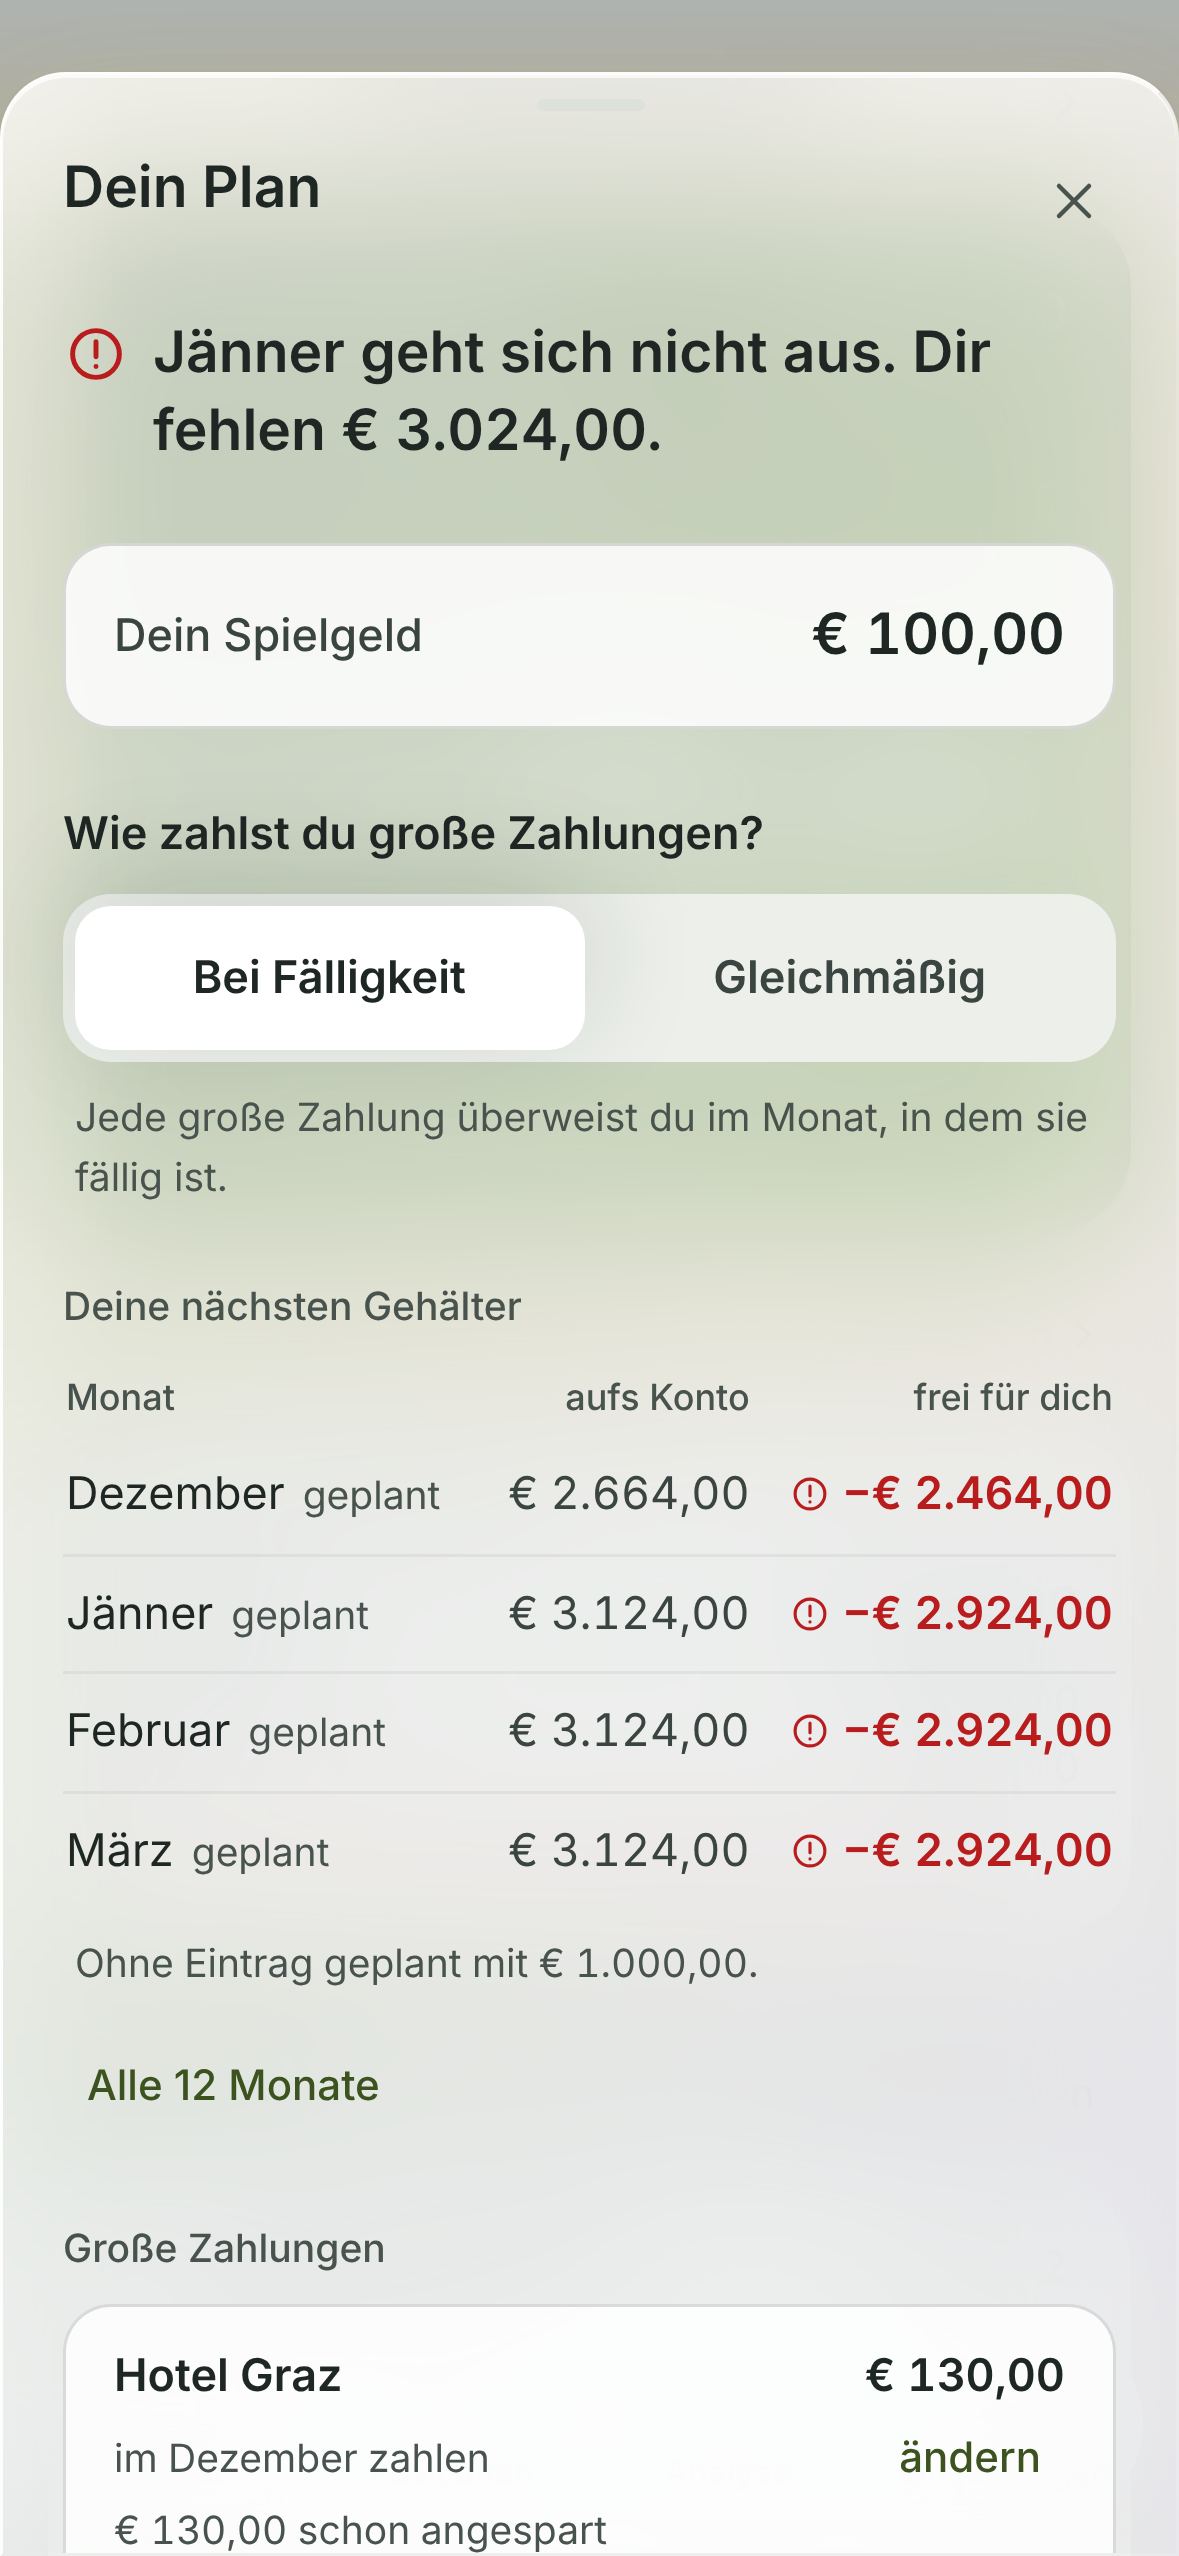 Dein Plan
Jänner geht sich nicht aus. Dir
fehlen € 3.024,00.
Dein Spielgeld € 100,00
Wie zahlst du große Zahlungen?
Bei Fälligkeit Gleichmäßig
Jede große Zahlung überweist du im Monat, in dem sie
fällig ist.
Deine nächsten Gehälter
Monat aufs Konto frei für dich
Dezember geplant € 2.664,00 −€ 2.464,00
Jänner geplant € 3.124,00 −€ 2.924,00
Februar geplant € 3.124,00 −€ 2.924,00
März geplant € 3.124,00 −€ 2.924,00
Ohne Eintrag geplant mit € 1.000,00.
Alle 12 Monate
Große Zahlungen
Hotel Graz € 130,00
im Dezember zahlen ändern
€ 130,00 schon angespart